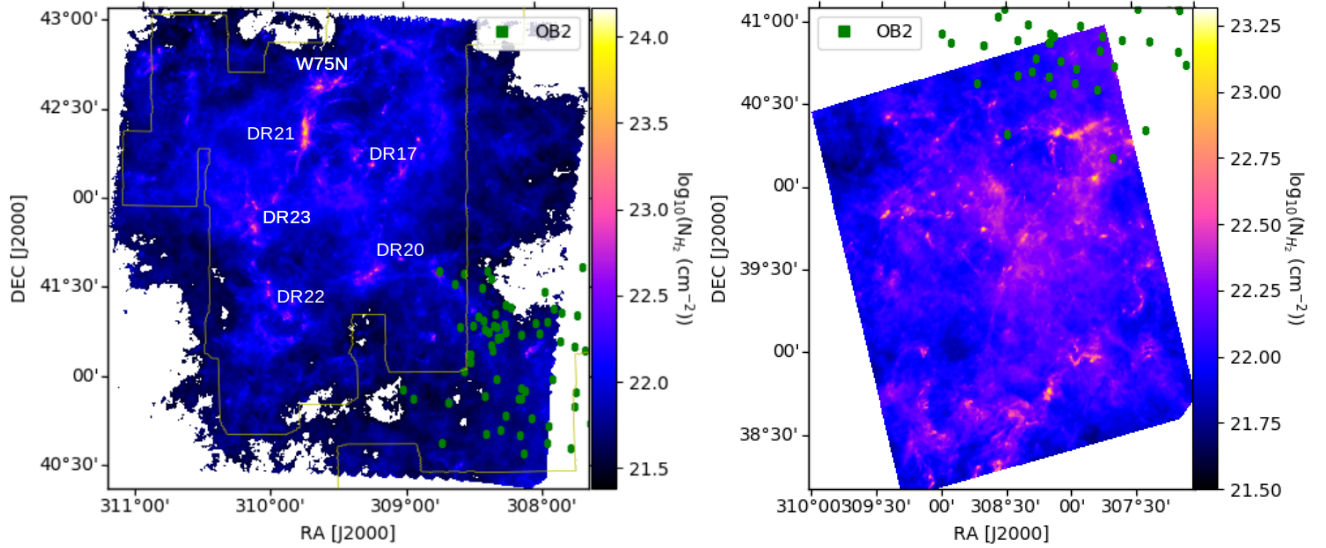 OB2
W75N
DR21
DR17
DR23
DR20
DR22
43°00'
42°30'
00'
41°30'
00'
40°30'
DEC [J2000]
311°00'
310°00'
309°00'
308°00'
RA [J2000]
24.0
23.5
23.0
22.5
22.0
21.5
log10(NH2 (cm−2))
OB2
41°00'
40°30'
00'
39°30'
00'
38°30'
DEC [J2000]
310°00'309°30'
00'
308°30'
00'
307°30'
RA [J2000]
23.25
23.00
22.75
22.50
22.25
22.00
21.75
21.50
log10(NH2 (cm−2))